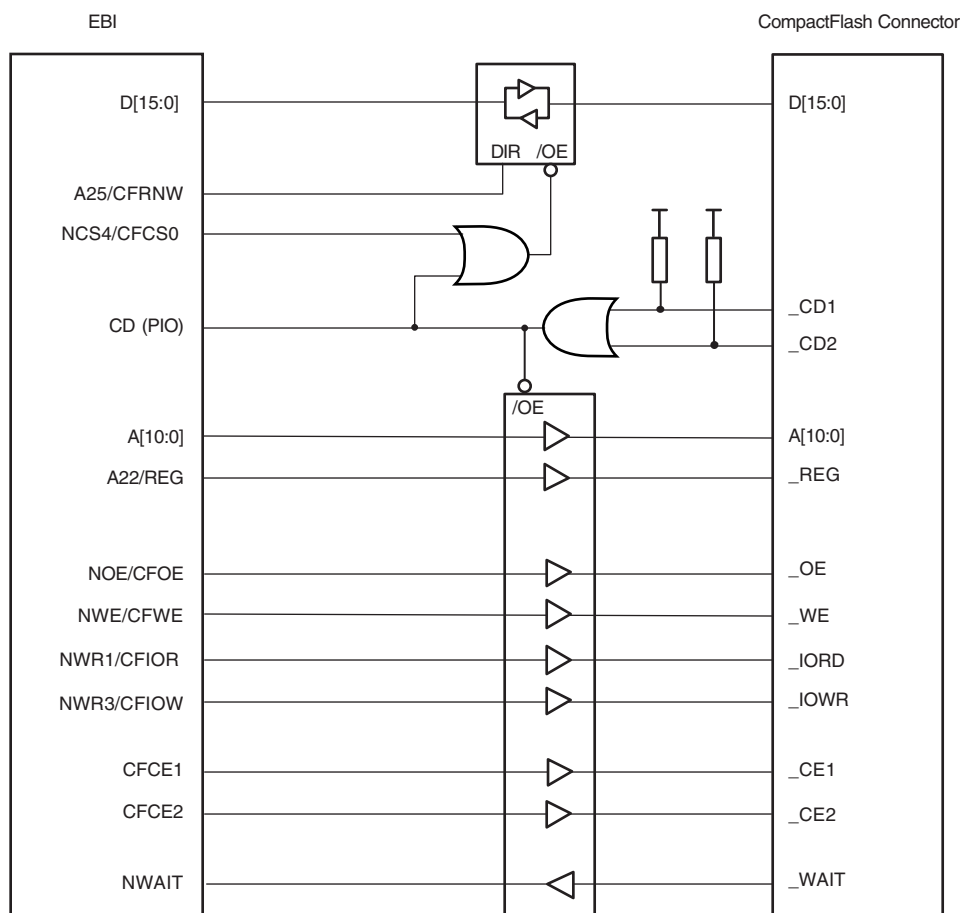 EBI CompactFlash Connector
D[15:0] D[15:0]
DIR /OE
A25/CFRNW
NCS4/CFCS0
_CD1
CD (PIO)
_CD2
/OE
A[10:0] A[10:0]
A22/REG _REG
NOE/CFOE _OE
NWE/CFWE _WE
NWR1/CFIOR _IORD
NWR3/CFIOW _IOWR
CFCE1 _CE1
CFCE2 _CE2
NWAIT _WAIT